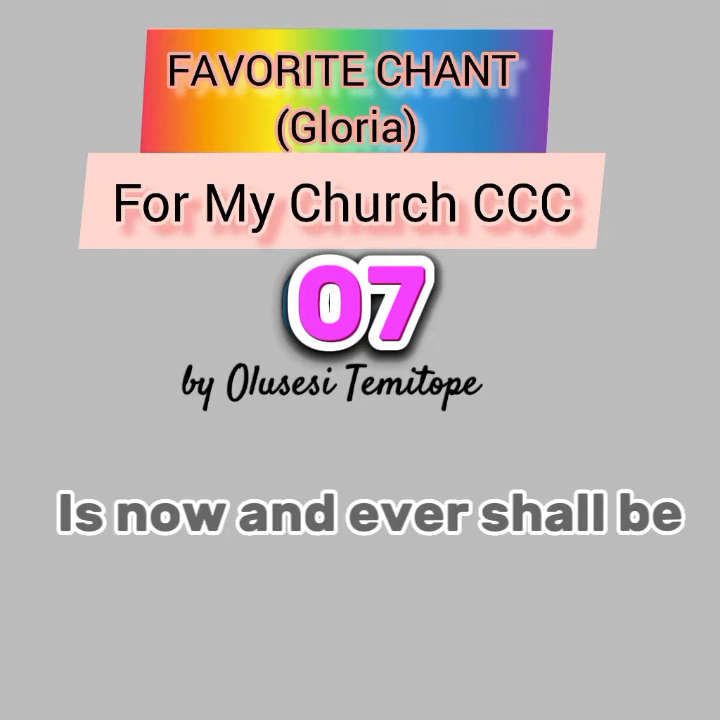 FAVORITE CHANT
(Gloria)
For My Church CCC
07
by Olusesi Temitope
Is now and ever shall be